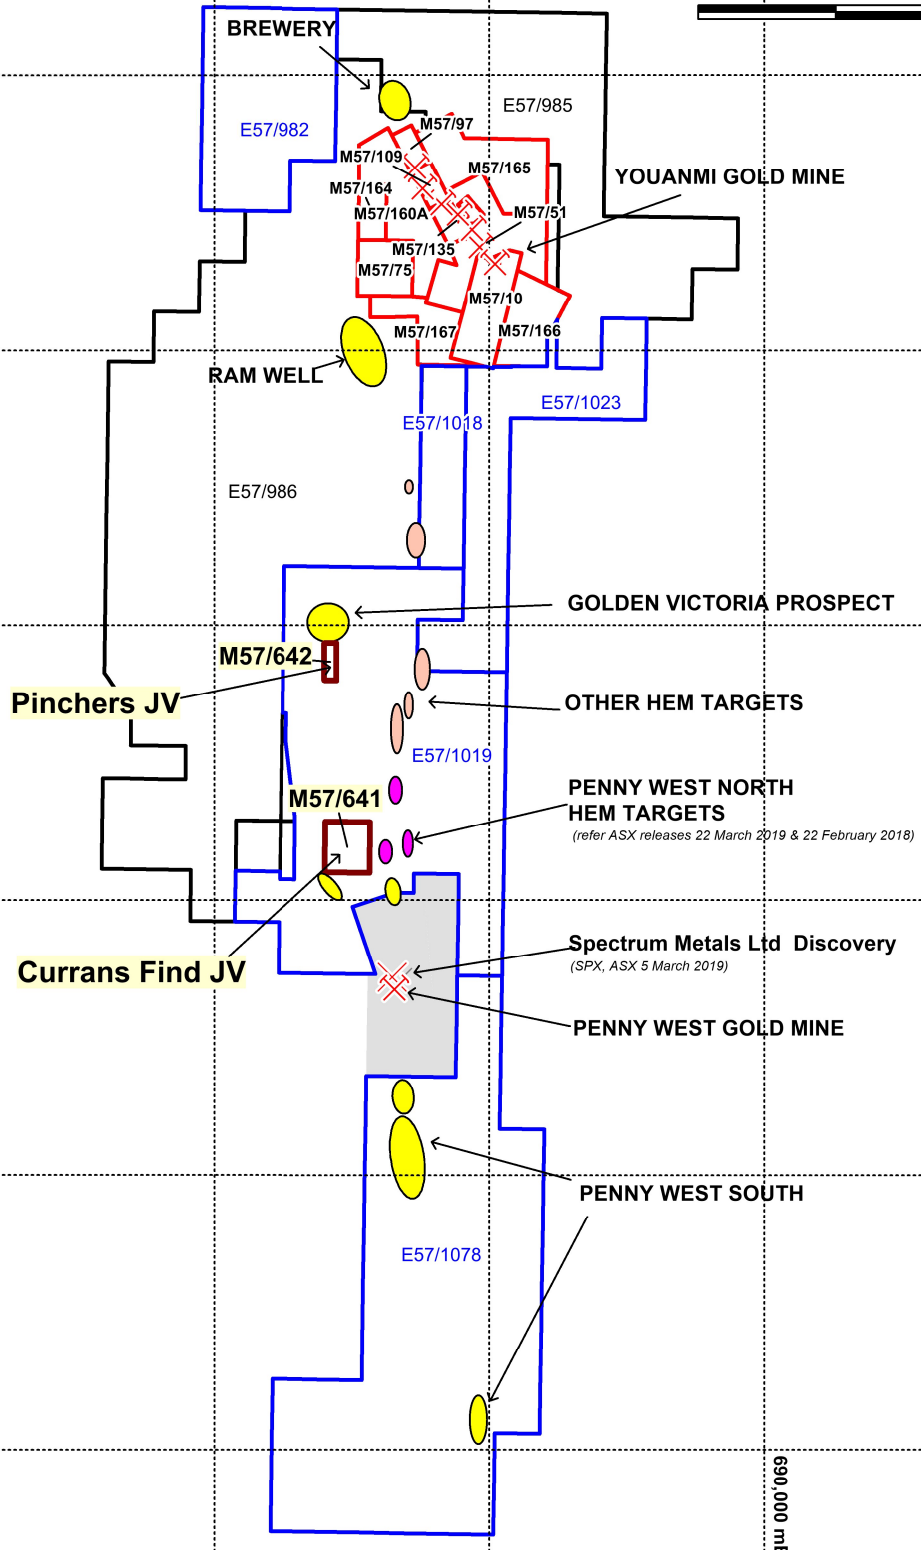 BREWERY
E57/985
E57/982
M57/97
M57/109
M57/165
M57/164
YOUANMI GOLD MINE
M57/160A
M57/51
M57/135
M57/75
M57/10
M57/167
M57/166
RAM WELL
E57/1018
E57/1023
E57/986
GOLDEN VICTORIA PROSPECT
M57/642
Pinchers JV
OTHER HEM TARGETS
E57/1019
PENNY WEST NORTH
HEM TARGETS
(refer ASX releases 22 March 2019 & 22 February 2018)
M57/641
Spectrum Metals Ltd Discovery
(SPX, ASX 5 March 2019)
Currans Find JV
PENNY WEST GOLD MINE
PENNY WEST SOUTH
E57/1078
690,000 mE